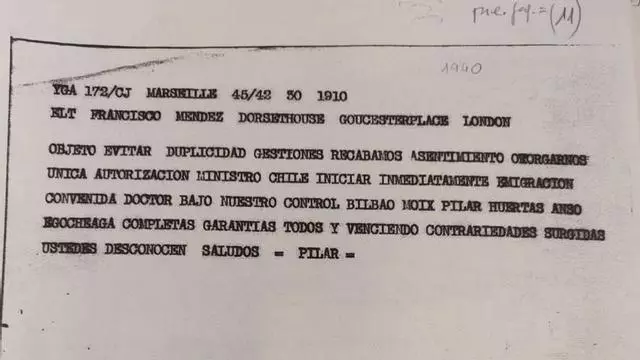 (11)
1940
YGA 172/CJ MARSEILLE 45/42 30 1910
ELT FRANCISCO MENDEZ DORSETHOUSE GOUCESTERPLACE LONDON
OBJETO EVITAR DUPLICIDAD GESTIONES RECABAMOS ASENTIMIENTO OTORGARNOS
UNICA AUTORIZACION MINISTRO CHILE INICIAR INMEDIATAMENTE EMIGRACION
CONVENIDA DOCTOR BAJO NUESTRO CONTROL BILBAO MOIX PILAR HUERTAS ANSO
EGOCHEAGA COMPLETAS GARANTIAS TODOS Y VENCIENDO CONTRARIEDADES SURGIDAS
USTEDES DESCONOCEN SALUDOS = PILAR =